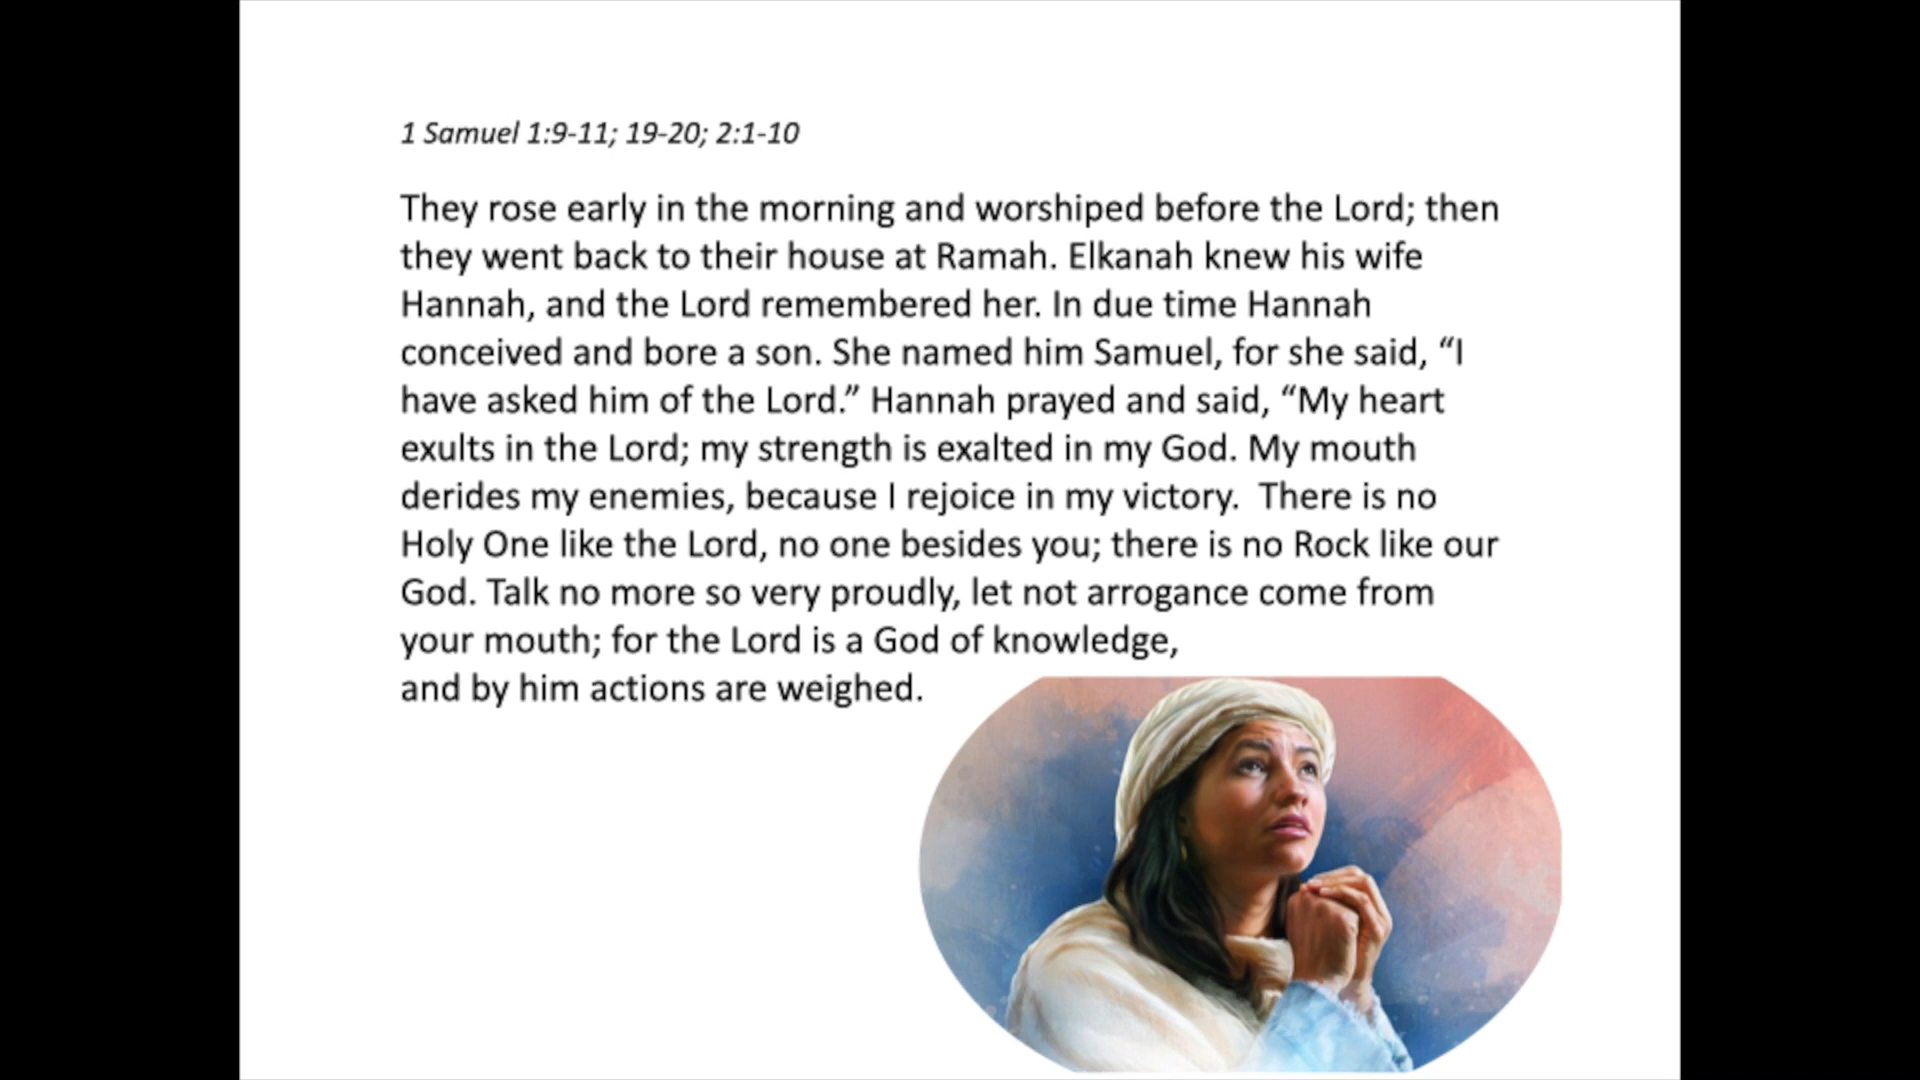 1 Samuel 1:9-11; 19-20; 2:1-10
They rose early in the morning and worshiped before the Lord; then
they went back to their house at Ramah. Elkanah knew his wife
Hannah, and the Lord remembered her. In due time Hannah
conceived and bore a son. She named him Samuel, for she said, “I
have asked him of the Lord.” Hannah prayed and said, “My heart
exults in the Lord; my strength is exalted in my God. My mouth
derides my enemies, because I rejoice in my victory.  There is no
Holy One like the Lord, no one besides you; there is no Rock like our
God. Talk no more so very proudly, let not arrogance come from
your mouth; for the Lord is a God of knowledge,
and by him actions are weighed.